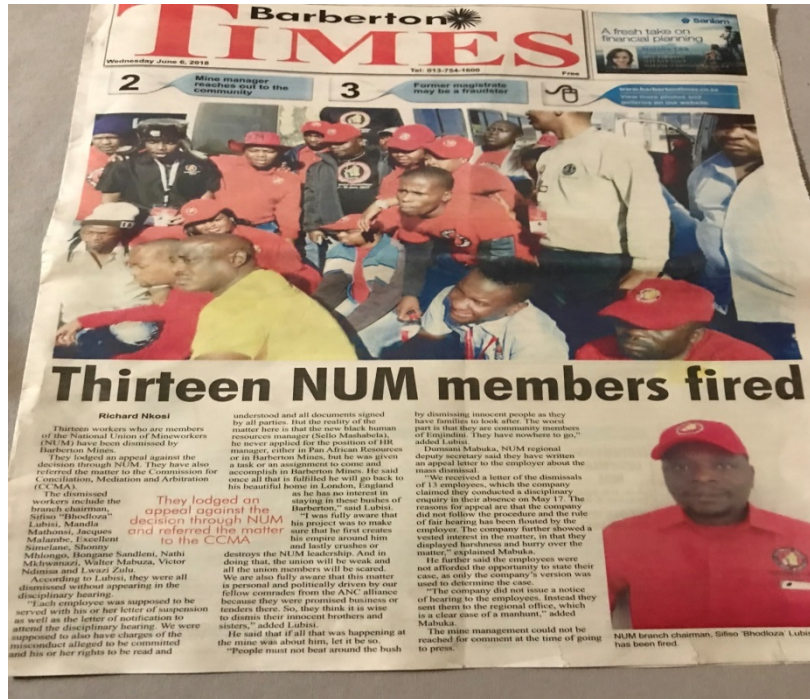 Barberton
TIMES
Wednesday June 6, 2018
Tel: 013-754-1600
Free
Sanlam
A fresh take on
financial planning
2
Mine manager
reaches out to the
community
3
Former magistrate
may be a fraudster
www.barbertontimes.co.za
View more photos and
on our website
Thirteen NUM members fired
Richard Nkosi
Thirteen workers who are members
of the National Union of Mineworkers
(NUM) have been dismissed by
Barberton Mines.
They lodged an appeal against the
decision through NUM. They have also
referred the matter to the Commission for
Conciliation, Mediation and Arbitration
(CCMA).
The dismissed
workers include the
branch chairman,
Sifiso "Bhodloza"
Lubisi, Mandla
Mathonsi, Jacques
Malambe, Excellent
Simelane, Shonny
Mhlongo, Bongane Sandleni, Nathi
Mkhwanazi, Walter Mabuza, Victor
Ndimisa and Lwazi Zulu.
According to Lubisi, they were all
dismissed without appearing in the
disciplinary hearing.
"Each employee was supposed to be
served with his or her letter of suspension
as well as the letter of notification to
attend the disciplinary hearing. We were
supposed to also have charges of the
misconduct alleged to be committed
and his or her rights to be read and
They lodged an
appeal against the
decision through NUM
and referred the matter
to the CCMA
understood and all documents signed
by all parties. But the reality of the
matter here is that the new black human
resources manager (Sello Mashabela),
he never applied for the position of HR
manager, either in Pan African Resources
or in Barberton Mines, but he was given
a task or an assignment to come and
accomplish in Barberton Mines. He said
once all that is fulfilled he will go back to
his beautiful home in London, England
as he has no interest in
staying in these bushes of
Barberton," said Lubisi.
"I was fully aware that
his project was to make
sure that he first creates
his empire around him
and lastly crushes or
destroys the NUM leadership. And in
doing that, the union will be weak and
all the union members will be scared.
We are also fully aware that this matter
is personal and politically driven by our
fellow comrades from the ANC alliance
because they were promised business or
tenders there. So, they think it is wise
to dismis their innocent brothers and
sisters," added Lubisi.
He said that if all that was happening at
the mine was about him, let it be so.
"People must not beat around the bush
by dismissing innocent people as they
have families to look after. The worst
part is that they are community members
of Emjindini. They have nowhere to go,"
added Lubisi.
Dumsani Mabuka, NUM regional
deputy secretary said they have written
an appeal letter to the employer about the
mass dismissal.
"We received a letter of the dismissals
of 13 employees, which the company
claimed they conducted a disciplinary
enquiry in their absence on May 17. The
reasons for appeal are that the company
did not follow the procedure and the rule
of fair hearing has been flouted by the
employer. The company further showed a
vested interest in the matter, in that they
displayed hardness and hurry over the
matter," explained Mabuka.
He further said the employees were
not afforded the opportunity to state their
case, as only the company's version was
used to determine the case.
"The company did not issue a notice
of hearing to the employees. Instead they
sent them to the regional office, which
is a clear case of a manhunt," added
Mabuka.
The mine management could not be
reached for comment at the time of going
to press.
NUM branch chairman, Sifiso 'Bhodloza' Lubisi
has been fired.